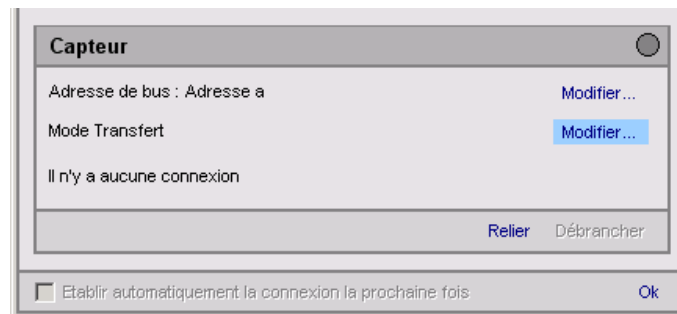 Capteur
Adresse de bus : Adresse a Modifier...
Mode Transfert Modifier...
Il n'y a aucune connexion
Relier Débrancher
Etablir automatiquement la connexion la prochaine fois Ok